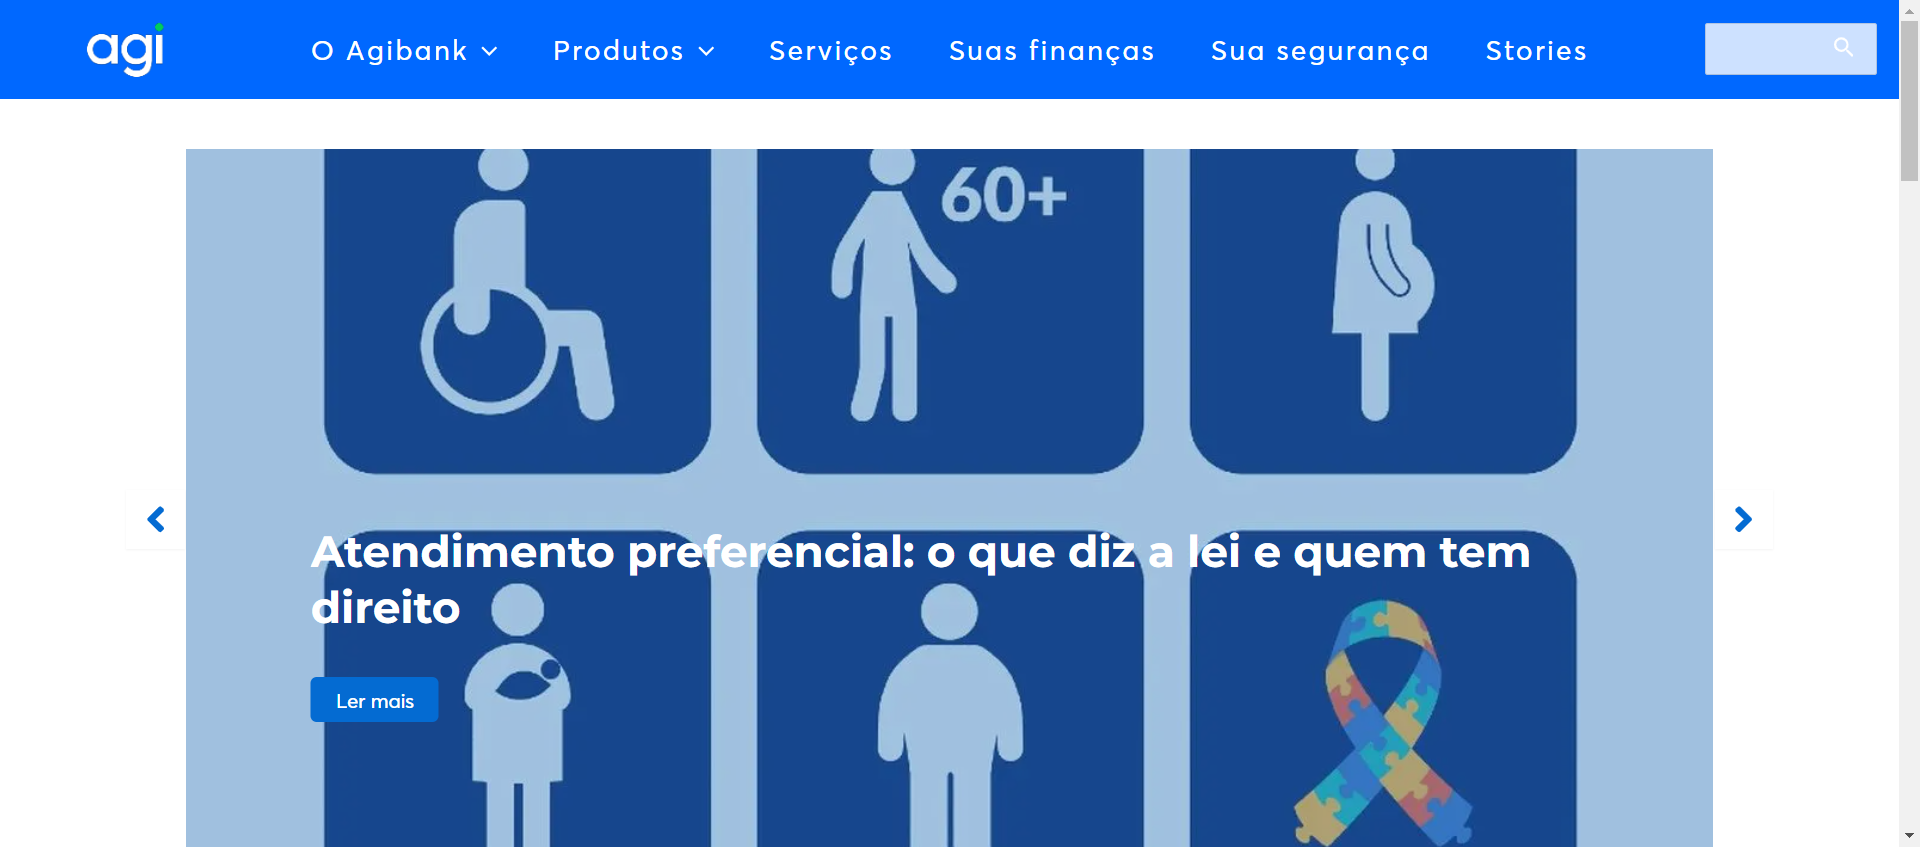 agi
O Agibank
Produtos
Serviços
Suas finanças
Sua segurança
Stories
60+
Atendimento preferencial: o que diz a lei e quem tem
direito
Ler mais